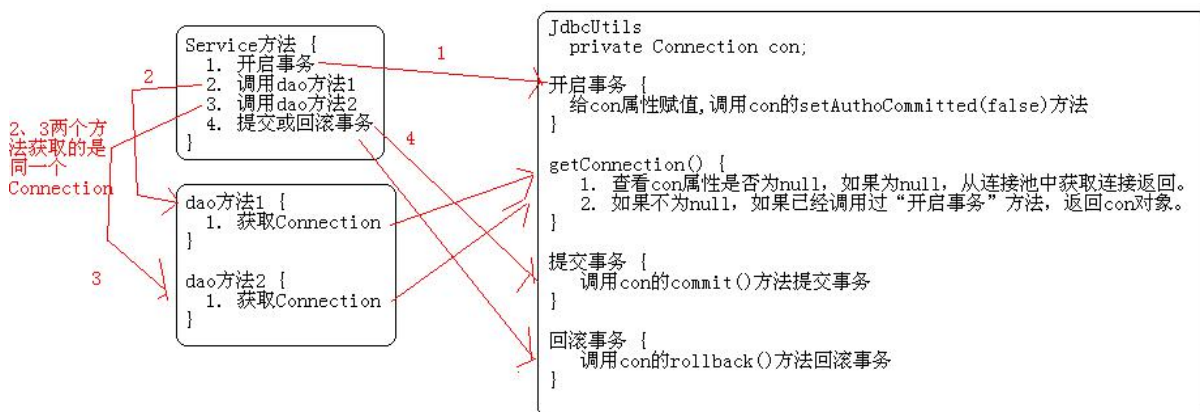 Service方法 {
1. 开启事务
2. 调用dao方法1
3. 调用dao方法2
4. 提交或回滚事务
}
1
2
2、3两个方
法获取的是
同一个
Connection
3
4
dao方法1 {
1. 获取Connection
}
dao方法2 {
1. 获取Connection
}
JdbcUtils
private Connection con;
开启事务 {
给con属性赋值,调用con的setAuthoCommitted(false)方法
}
getConnection() {
1. 查看con属性是否为null，如果为null，从连接池中获取连接返回。
2. 如果不为null，如果已经调用过“开启事务”方法，返回con对象。
}
提交事务 {
调用con的commit()方法提交事务
}
回滚事务 {
调用con的rollback()方法回滚事务
}